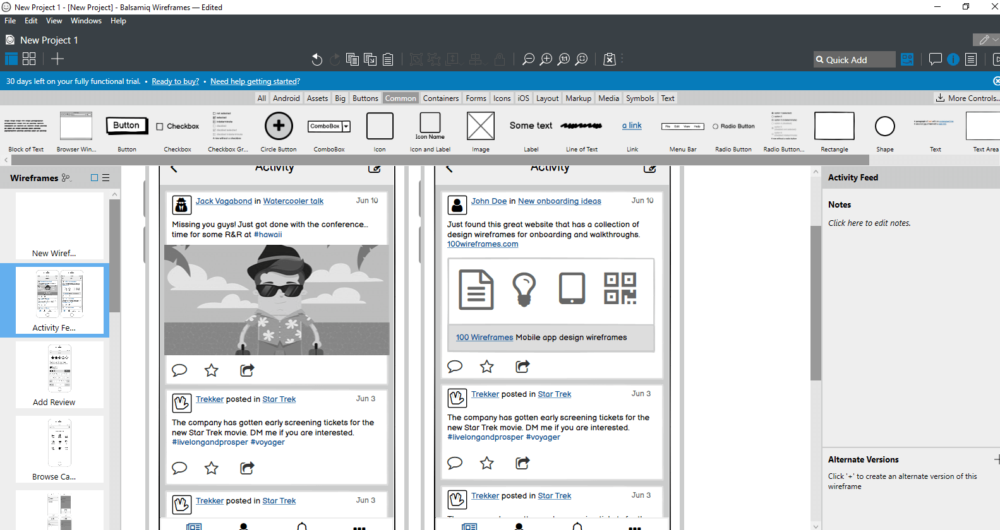 New Project 1 - [New Project] - Balsamiq Wireframes — Edited
File Edit View Windows Help
New Project 1
1:1
Quick Add
30 days left on your fully functional trial. • Ready to buy? • Need help getting started?
All Android Assets Big Buttons Common Containers Forms Icons iOS Layout Markup Media Symbols Text
More Controls...
Button
Checkbox
ComboBox
Icon Name
Some text
a link
File Edit View Help
Radio Button
Block of Text
Browser Win...
Button
Checkbox
Checkbox Gr...
Circle Button
ComboBox
Icon
Icon and Label
Image
Label
Line of Text
Link
Menu Bar
Radio Button
Radio Button...
Rectangle
Shape
Text
Text Area
Wireframes
New Wiref...
Activity Fe...
Add Review
Browse Ca...
Activity
Jack Vagabond in Watercooler talk
Jun 10
Missing you guys! Just got done with the conference...
time for some R&R at #hawaii
Trekker posted in Star Trek
Jun 3
The company has gotten early screening tickets for the
new Star Trek movie. DM me if you are interested.
#livelongandprosper #voyager
Trekker posted in Star Trek
Jun 3
Activity
John Doe in New onboarding ideas
Jun 10
Just found this great website that has a collection of
design wireframes for onboarding and walkthroughs.
100wireframes.com
100 Wireframes Mobile app design wireframes
Trekker posted in Star Trek
Jun 3
The company has gotten early screening tickets for the
new Star Trek movie. DM me if you are interested.
#livelongandprosper #voyager
Trekker posted in Star Trek
Jun 3
Activity Feed
Notes
Click here to edit notes.
Alternate Versions
Click '+' to create an alternate version of this
wireframe